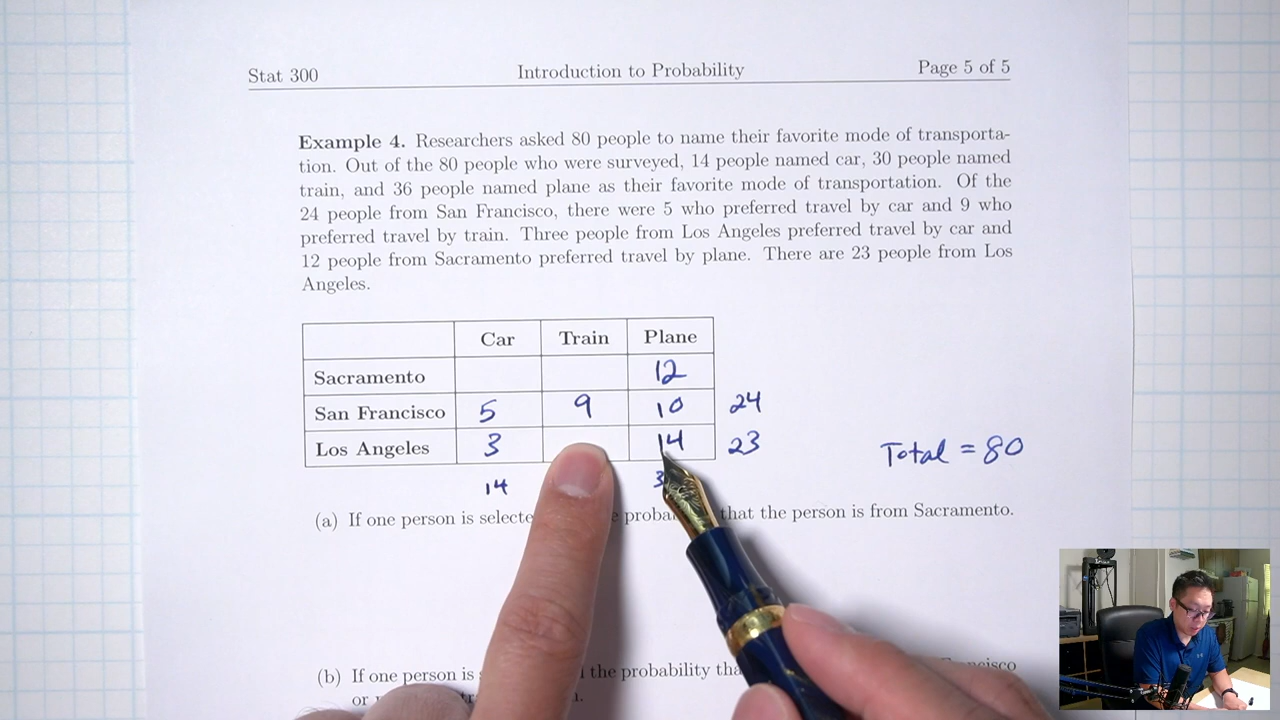 Stat 300 Introduction to Probability Page 5 of 5
Example 4. Researchers asked 80 people to name their favorite mode of transporta-
tion. Out of the 80 people who were surveyed, 14 people named car, 30 people named
train, and 36 people named plane as their favorite mode of transportation. Of the
24 people from San Francisco, there were 5 who preferred travel by car and 9 who
preferred travel by train. Three people from Los Angeles preferred travel by car and
12 people from Sacramento preferred travel by plane. There are 23 people from Los
Angeles.
Car Train Plane
Sacramento 12
San Francisco 5 9 10 24
Los Angeles 3 14 23
Total = 80
14 3
(a) If one person is selecte proba that the person is from Sacramento.
(b) If one person is the probability tha
or